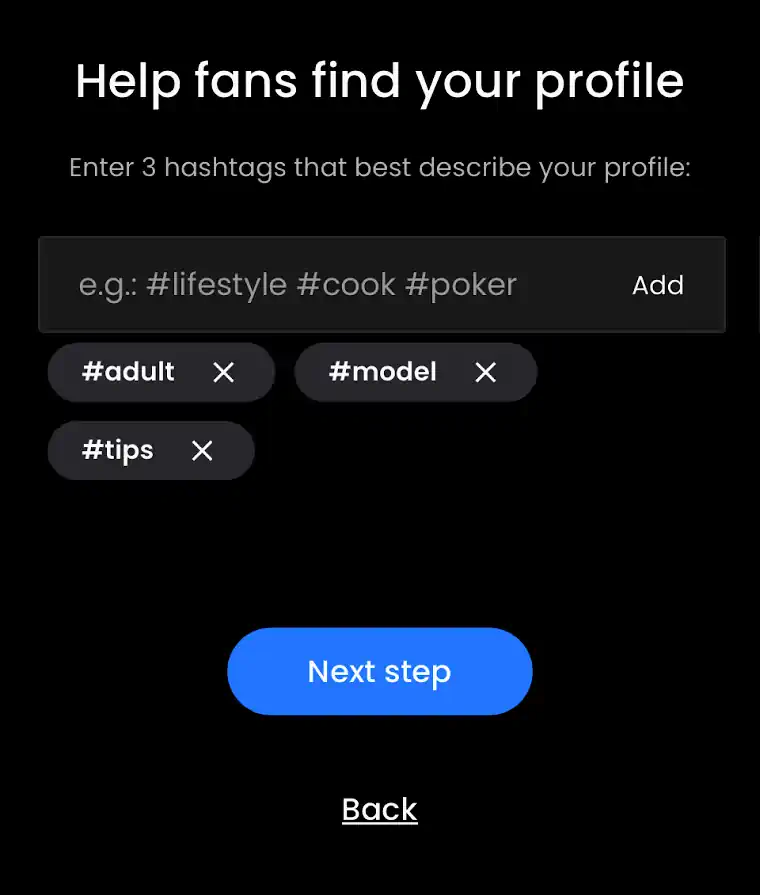 Help fans find your profile
Enter 3 hashtags that best describe your profile:
e.g.: #lifestyle #cook #poker Add
#adult #model
#tips
Next step
Back